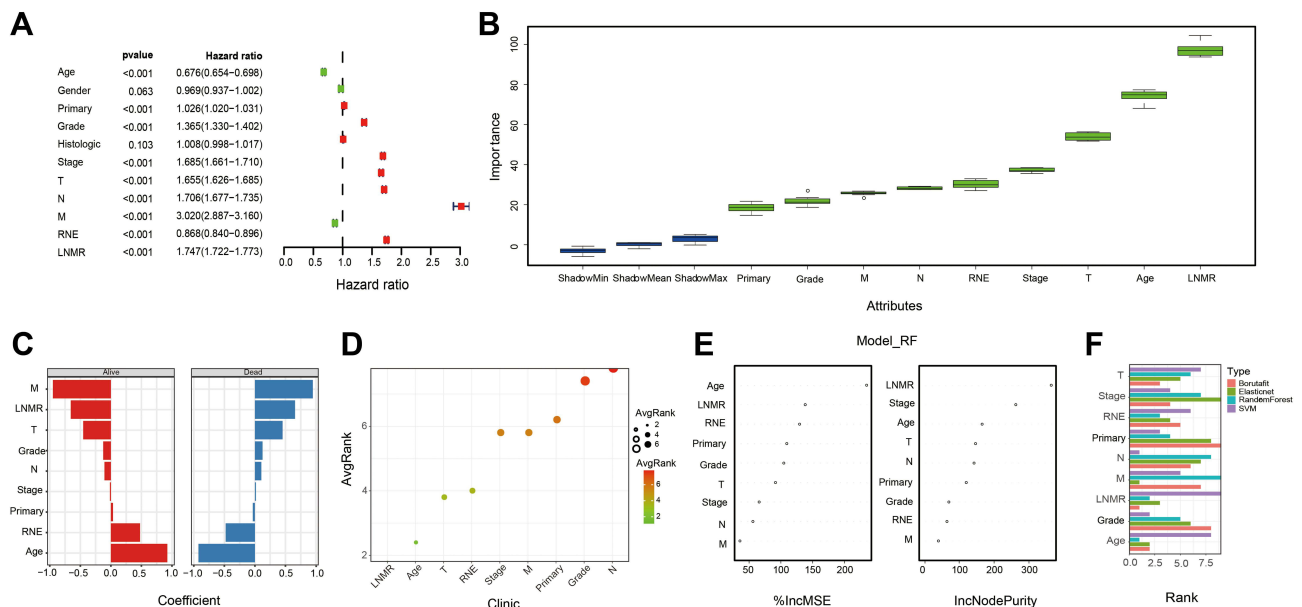 A
pvalue Hazard ratio
Age <0.001 0.676(0.654−0.698)
Gender 0.063 0.969(0.937−1.002)
Primary <0.001 1.026(1.020−1.031)
Grade <0.001 1.365(1.330−1.402)
Histologic 0.103 1.008(0.998−1.017)
Stage <0.001 1.685(1.661−1.710)
T <0.001 1.655(1.626−1.685)
N <0.001 1.706(1.677−1.735)
M <0.001 3.020(2.887−3.160)
RNE <0.001 0.868(0.840−0.896)
LNMR <0.001 1.747(1.722−1.773)
0.0 0.5 1.0 1.5 2.0 2.5 3.0
Hazard ratio
B
Importance
100
80
60
40
20
0
ShadowMin ShadowMean ShadowMax Primary Grade M N RNE Stage T Age LNMR
Attributes
C
Alive Dead
M
LNMR
T
Grade
N
Stage
Primary
RNE
Age
−1.0 −0.5 0.0 0.5 1.0 −1.0 −0.5 0.0 0.5 1.0
Coefficient
D
AvgRank
6
4
2
LNMR Age T RNE Stage M Primary Grade N
Clinic
AvgRank
2
4
6
AvgRank
6
4
2
E
Model_RF
Age
LNMR
RNE
Primary
Grade
T
Stage
N
M
50 100 150 200
%IncMSE
LNMR
Stage
Age
T
N
Primary
Grade
RNE
M
0 100 200 300
IncNodePurity
F
T
Stage
RNE
Primary
N
M
LNMR
Grade
Age
0.0 2.5 5.0 7.5
Rank
Type
Borutafit
Elasticnet
RandomForest
SVM